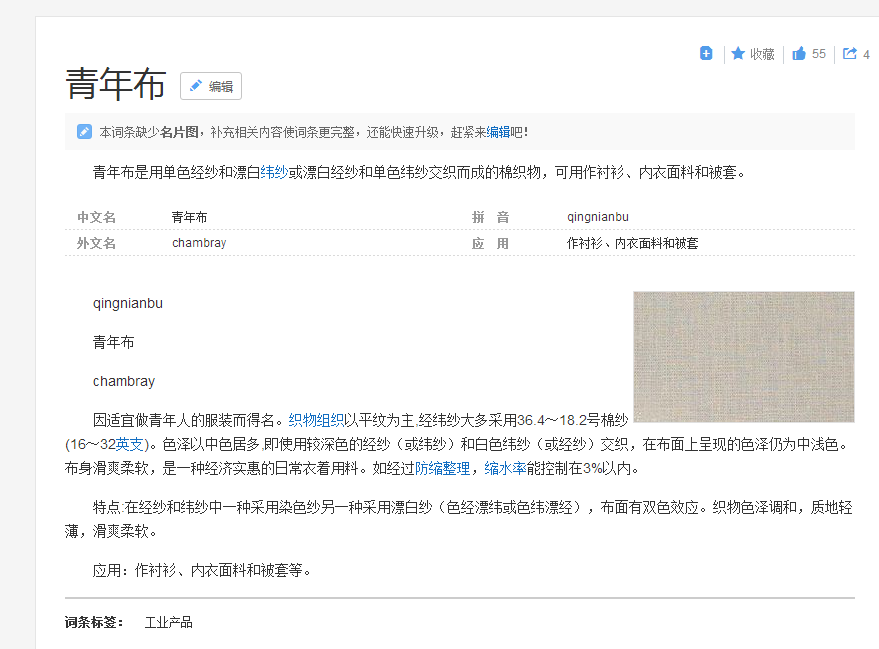 收藏 55 4
青年布 编辑
本词条缺少名片图，补充相关内容使词条更完整，还能快速升级，赶紧来编辑吧！
青年布是用单色经纱和漂白纬纱或漂白经纱和单色纬纱交织而成的棉织物，可用作衬衫、内衣面料和被套。
中文名 青年布 拼 音 qingnianbu
外文名 chambray 应 用 作衬衫、内衣面料和被套
qingnianbu
青年布
chambray
因适宜做青年人的服装而得名。织物组织以平纹为主,经纬纱大多采用36.4～18.2号棉纱
(16～32英支)。色泽以中色居多,即使用较深色的经纱（或纬纱）和白色纬纱（或经纱）交织，在布面上呈现的色泽仍为中浅色。
布身滑爽柔软，是一种经济实惠的日常衣着用料。如经过防缩整理，缩水率能控制在3%以内。
特点:在经纱和纬纱中一种采用染色纱另一种采用漂白纱（色经漂纬或色纬漂经），布面有双色效应。织物色泽调和，质地轻
薄，滑爽柔软。
应用：作衬衫、内衣面料和被套等。
词条标签： 工业产品